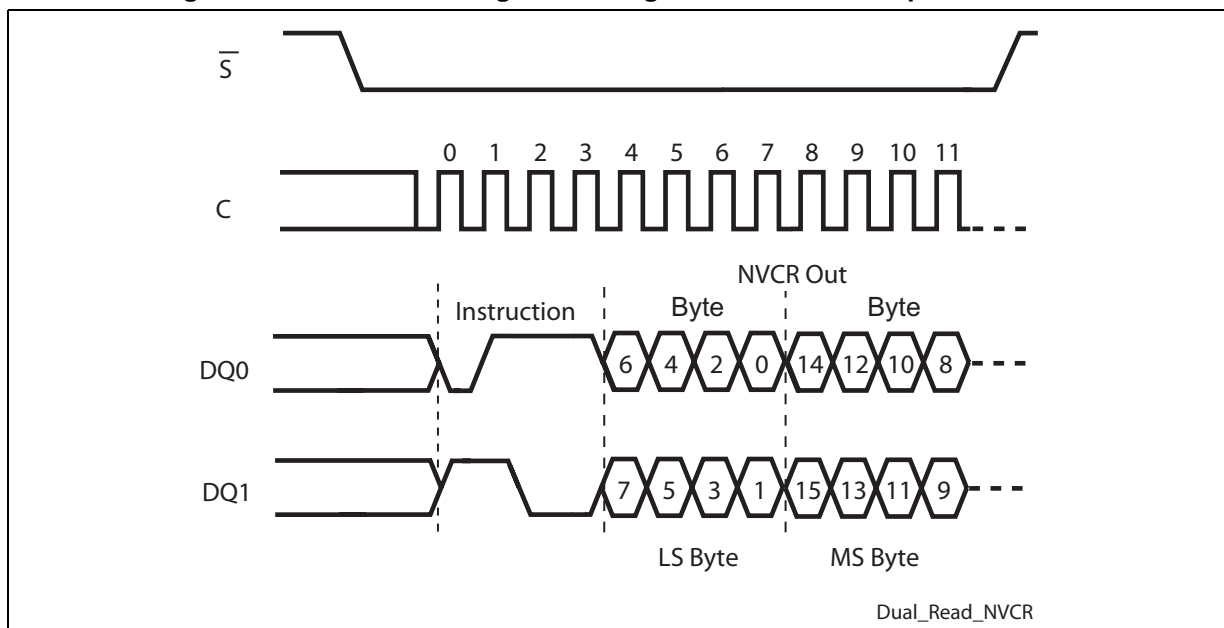 S
0 1 2 3 4 5 6 7 8 9 10 11
C
NVCR Out
Instruction Byte Byte
DQ0 6 4 2 0 14 12 10 8
DQ1 7 5 3 1 15 13 11 9
LS Byte MS Byte
Dual_Read_NVCR